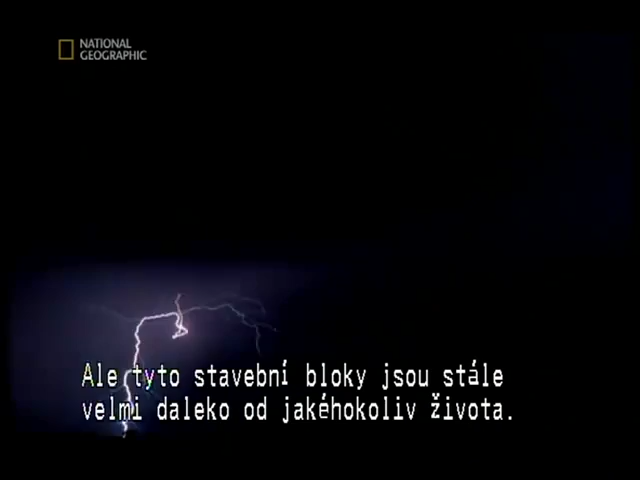 NATIONAL
GEOGRAPHIC
Ale tyto stavební bloky jsou stále
velmi daleko od jakéhokoliv života.